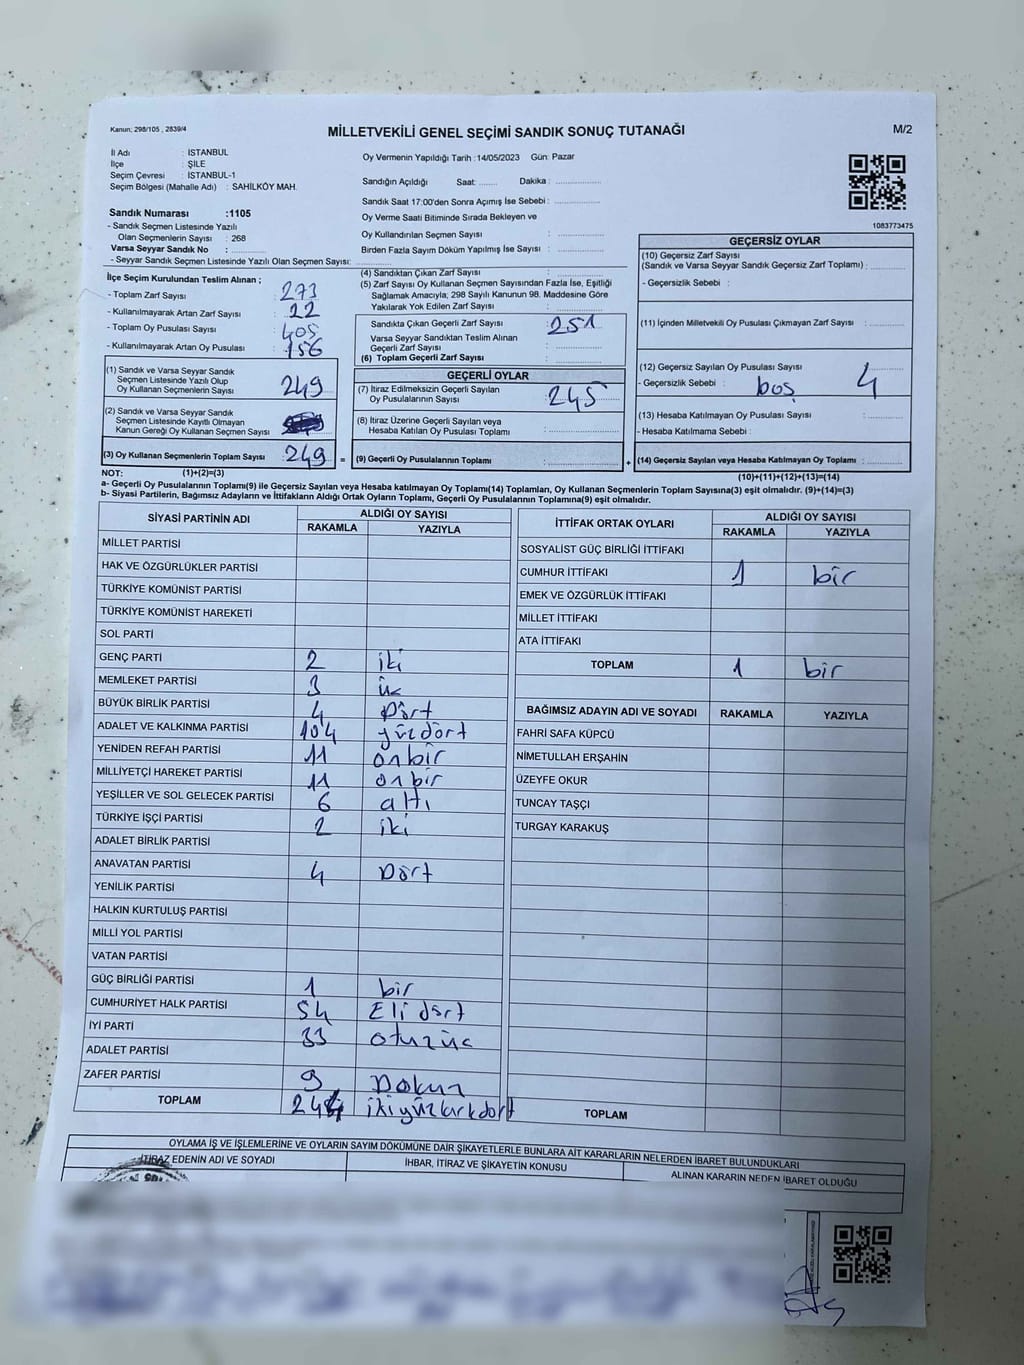 Kanun; 298/105 , 2839/4
MİLLETVEKİLİ GENEL SEÇİMİ SANDIK SONUÇ TUTANAĞI
M/2
İl Adı : İSTANBUL
İlçe : ŞİLE
Seçim Çevresi : İSTANBUL-1
Seçim Bölgesi (Mahalle Adı) : SAHİLKÖY MAH.
Sandık Numarası :1105
- Sandık Seçmen Listesinde Yazılı
Olan Seçmenlerin Sayısı : 268
Varsa Seyyar Sandık No :
- Seyyar Sandık Seçmen Listesinde Yazılı Olan Seçmen Sayısı:
Oy Vermenin Yapıldığı Tarih :14/05/2023 Gün: Pazar
Sandığın Açıldığı Saat: ........ Dakika : ..................
Sandık Saat 17:00'den Sonra Açımış İse Sebebi : ..................
Oy Verme Saati Bitiminde Sırada Bekleyen ve
Oy Kullandırılan Seçmen Sayısı : ..................
Birden Fazla Sayım Döküm Yapılmış İse Sayısı : ..................
1083773475
İlçe Seçim Kurulundan Teslim Alınan ;
- Toplam Zarf Sayısı : 273
- Kullanılmayarak Artan Zarf Sayısı : 22
- Toplam Oy Pusulası Sayısı : 405
- Kullanılmayarak Artan Oy Pusulası : 156
(1) Sandık ve Varsa Seyyar Sandık
Seçmen Listesinde Yazılı Olup
Oy Kullanan Seçmenlerin Sayısı 249
(2) Sandık ve Varsa Seyyar Sandık
Seçmen Listesinde Kayıtlı Olmayan
Kanun Gereği Oy Kullanan Seçmen Sayısı
(3) Oy Kullanan Seçmenlerin Toplam Sayısı 249 =
(4) Sandıktan Çıkan Zarf Sayısı : ..................
(5) Zarf Sayısı Oy Kullanan Seçmen Sayısından Fazla İse, Eşitliği
Sağlamak Amacıyla; 298 Sayılı Kanunun 98. Maddesine Göre
Yakılarak Yok Edilen Zarf Sayısı : ..................
Sandıkta Çıkan Geçerli Zarf Sayısı : 251
Varsa Seyyar Sandıktan Teslim Alınan
Geçerli Zarf Sayısı : ..................
(6) Toplam Geçerli Zarf Sayısı : ..................
GEÇERLİ OYLAR
(7) İtiraz Edilmeksizin Geçerli Sayılan
Oy Pusulalarının Sayısı : 245
(8) İtiraz Üzerine Geçerli Sayılan veya
Hesaba Katılan Oy Pusulası Toplamı : ..................
(9) Geçerli Oy Pusulalarının Toplamı : .................. +
GEÇERSİZ OYLAR
(10) Geçersiz Zarf Sayısı
(Sandık ve Varsa Seyyar Sandık Geçersiz Zarf Toplamı) : ..........
- Geçersizlik Sebebi :
(11) İçinden Milletvekili Oy Pusulası Çıkmayan Zarf Sayısı : ..........
(12) Geçersiz Sayılan Oy Pusulası Sayısı : 4
- Geçersizlik Sebebi : boş
(13) Hesaba Katılmayan Oy Pusulası Sayısı : ..........
- Hesaba Katılmama Sebebi :
(14) Geçersiz Sayılan veya Hesaba Katılmayan Oy Toplamı : ..........
NOT: (1)+(2)=(3) (10)+(11)+(12)+(13)=(14)
a- Geçerli Oy Pusulalarının Toplamı(9) ile Geçersiz Sayılan veya Hesaba katılmayan Oy Toplamı(14) Toplamları, Oy Kullanan Seçmenlerin Toplam Sayısına(3) eşit olmalıdır. (9)+(14)=(3)
b- Siyasi Partilerin, Bağımsız Adayların ve İttifakların Aldığı Ortak Oyların Toplamı, Geçerli Oy Pusulalarının Toplamına(9) eşit olmalıdır.
SİYASİ PARTİNİN ADI ALDIĞI OY SAYISI
RAKAMLA YAZIYLA
MİLLET PARTİSİ
HAK VE ÖZGÜRLÜKLER PARTİSİ
TÜRKİYE KOMÜNİST PARTİSİ
TÜRKİYE KOMÜNİST HAREKETİ
SOL PARTİ
GENÇ PARTİ 2 iki
MEMLEKET PARTİSİ 3 üç
BÜYÜK BİRLİK PARTİSİ 4 Dört
ADALET VE KALKINMA PARTİSİ 104 yüzdört
YENİDEN REFAH PARTİSİ 11 onbir
MİLLİYETÇİ HAREKET PARTİSİ 11 onbir
YEŞİLLER VE SOL GELECEK PARTİSİ 6 altı
TÜRKİYE İŞÇİ PARTİSİ 2 iki
ADALET BİRLİK PARTİSİ
ANAVATAN PARTİSİ 4 Dört
YENİLİK PARTİSİ
HALKIN KURTULUŞ PARTİSİ
MİLLİ YOL PARTİSİ
VATAN PARTİSİ
GÜÇ BİRLİĞİ PARTİSİ 1 bir
CUMHURİYET HALK PARTİSİ 54 Eli dört
İYİ PARTİ 33 otuzüç
ADALET PARTİSİ
ZAFER PARTİSİ 9 Dokuz
TOPLAM 244 ikiyüzkırkdört
İTTİFAK ORTAK OYLARI ALDIĞI OY SAYISI
RAKAMLA YAZIYLA
SOSYALİST GÜÇ BİRLİĞİ İTTİFAKI
CUMHUR İTTİFAKI 1 bir
EMEK VE ÖZGÜRLÜK İTTİFAKI
MİLLET İTTİFAKI
ATA İTTİFAKI
TOPLAM 1 bir
BAĞIMSIZ ADAYIN ADI VE SOYADI RAKAMLA YAZIYLA
FAHRİ SAFA KÜPCÜ
NİMETULLAH ERŞAHİN
ÜZEYFE OKUR
TUNCAY TAŞÇI
TURGAY KARAKUŞ
TOPLAM
OYLAMA İŞ VE İŞLEMLERİNE VE OYLARIN SAYIM DÖKÜMÜNE DAİR ŞİKAYETLERLE BUNLARA AİT KARARLARIN NELERDEN İBARET BULUNDUKLARI
İTİRAZ EDENİN ADI VE SOYADI İHBAR, İTİRAZ VE ŞİKAYETİN KONUSU ALINAN KARARIN NEDEN İBARET OLDUĞU